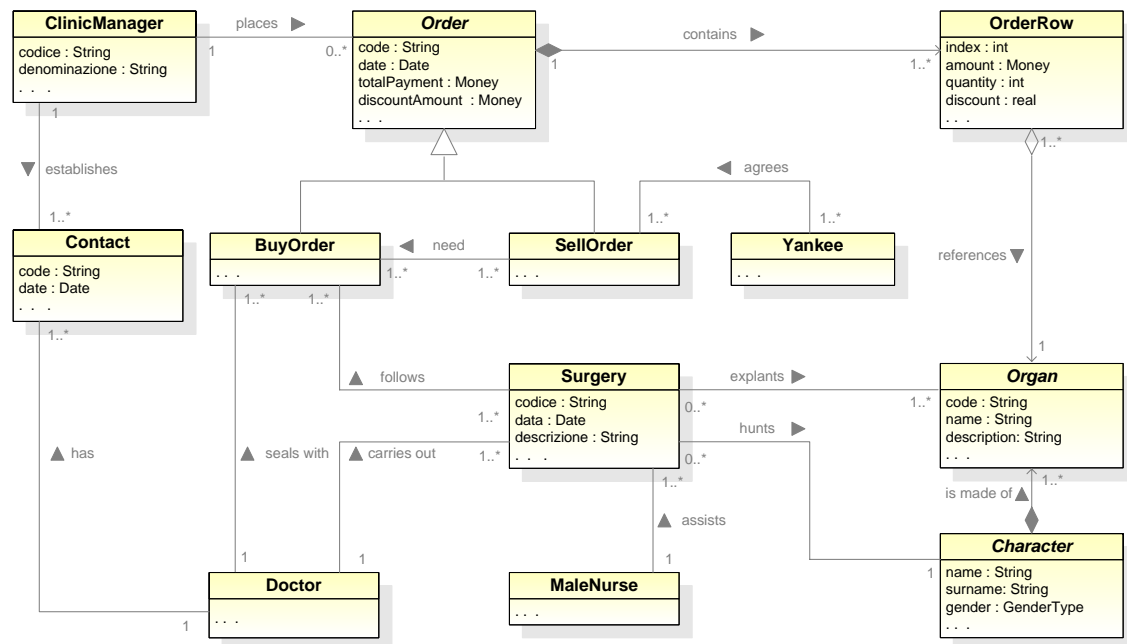 ClinicManager
codice : String
denominazione : String
. . .
places
1
0..*
Order
code : String
date : Date
totalPayment : Money
discountAmount : Money
. . .
contains
1
1..*
OrderRow
index : int
amount : Money
quantity : int
discount : real
. . .
1
establishes
1..*
1..*
agrees
1..*
1..*
Contact
code : String
date : Date
. . .
1..*
BuyOrder
. . .
need
1..*
1..*
SellOrder
. . .
Yankee
. . .
references
1
1..*
1..*
follows
1..*
Surgery
codice : String
data : Date
descrizione : String
. . .
explants
0..*
1..*
Organ
code : String
name : String
description: String
. . .
hunts
0..*
1
has
1
seals with
1
carries out
1..*
1
1..*
assists
1
is made of
1..*
Doctor
. . .
MaleNurse
. . .
Character
name : String
surname: String
gender : GenderType
. . .